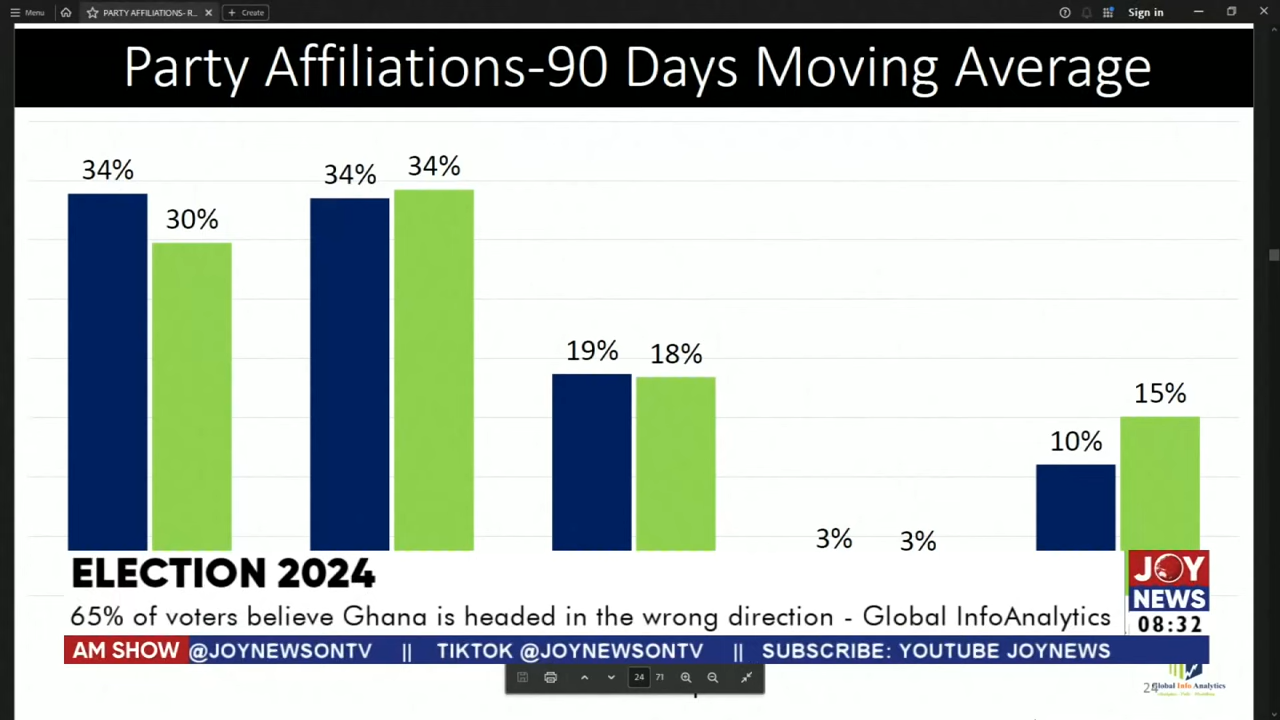 Menu
PARTY AFFILIATIONS- R...
Create
Sign in
Party Affiliations-90 Days Moving Average
34%
30%
34%
34%
19%
18%
3%
3%
10%
15%
ELECTION 2024
65% of voters believe Ghana is headed in the wrong direction - Global InfoAnalytics
JOY
NEWS
08:32
AM SHOW @JOYNEWSONTV || TIKTOK @JOYNEWSONTV || SUBSCRIBE: YOUTUBE JOYNEWS
24 71
24
Global Info Analytics